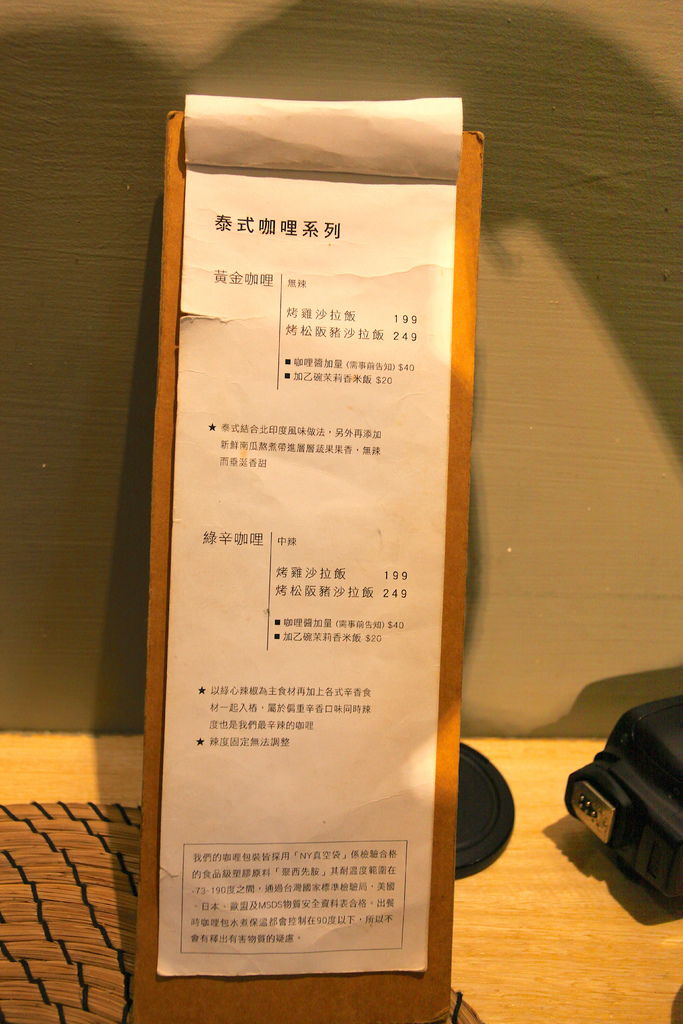 泰式咖哩系列
黃金咖哩 無辣
烤雞沙拉飯 199
烤松阪豬沙拉飯 249
■ 咖哩醬加量 (需事前告知) $40
■ 加乙碗茉莉香米飯 $20
★ 泰式結合北印度風味做法，另外再添加
新鮮南瓜熬煮帶進層層蔬果果香，無辣
而垂涎香甜
綠辛咖哩 中辣
烤雞沙拉飯 199
烤松阪豬沙拉飯 249
■ 咖哩醬加量 (需事前告知) $40
■ 加乙碗茉莉香米飯 $20
★ 以綠心辣椒為主食材再加上各式辛香食
材一起入樁，屬於偏重辛香口味同時辣
度也是我們最辛辣的咖哩
★ 辣度固定無法調整
我們的咖哩包裝皆採用「NY真空袋」係檢驗合格
的食品級塑膠原料「聚西先胺」其耐溫度範圍在
-73-190度之間，通過台灣國家標準檢驗局，美國
、日本、歐盟及MSDS物質安全資料表合格。出餐
時咖哩包水煮保溫都會控制在90度以下，所以不
會有釋出有害物質的疑慮。